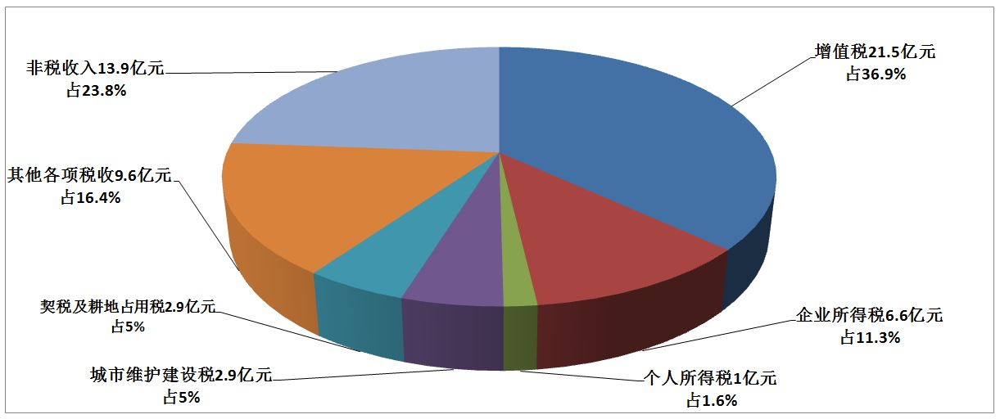 增值税21.5亿元
占36.9%
企业所得税6.6亿元
占11.3%
个人所得税1亿元
占1.6%
城市维护建设税2.9亿元
占5%
契税及耕地占用税2.9亿元
占5%
其他各项税收9.6亿元
占16.4%
非税收入13.9亿元
占23.8%